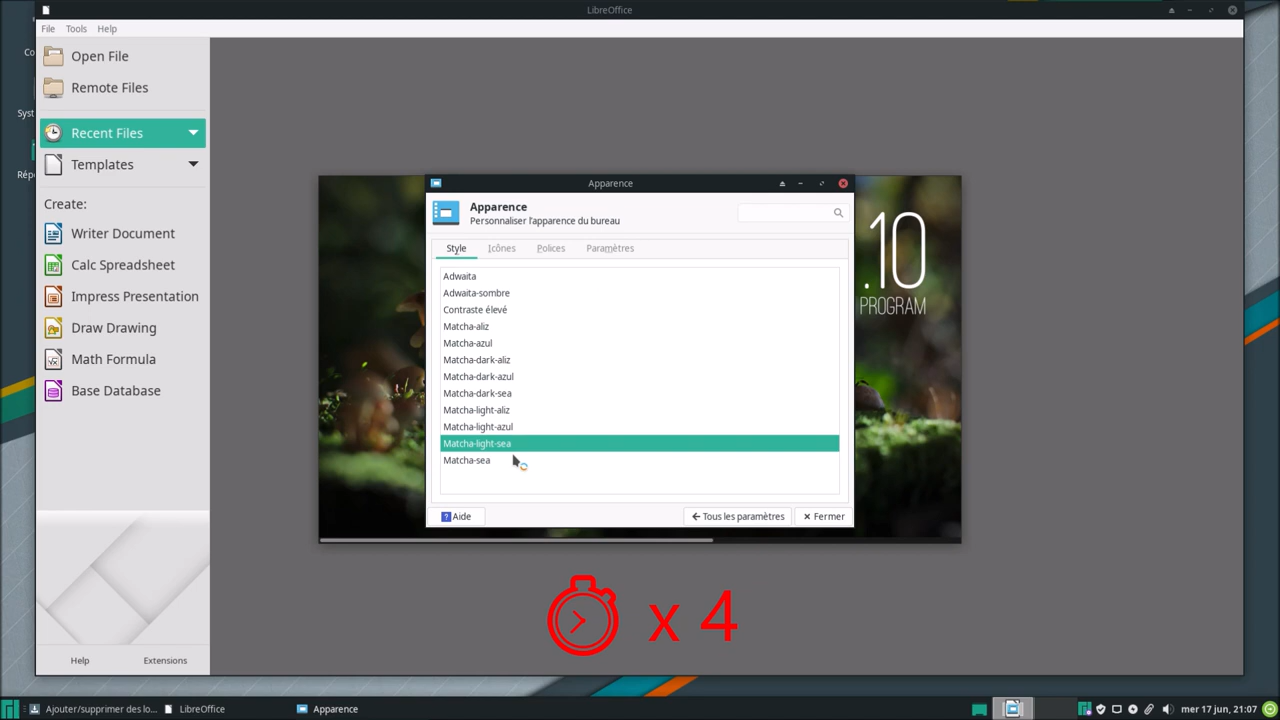 LibreOffice
File Tools Help
Open File
Remote Files
Recent Files
Templates
Create:
Writer Document
Calc Spreadsheet
Impress Presentation
Draw Drawing
Math Formula
Base Database
Help Extensions
Co
Syst
Rép
Apparence
Apparence
Personnaliser l'apparence du bureau
Style Icônes Polices Paramètres
Adwaita
Adwaita-sombre
Contraste élevé
Matcha-aliz
Matcha-azul
Matcha-dark-aliz
Matcha-dark-azul
Matcha-dark-sea
Matcha-light-aliz
Matcha-light-azul
Matcha-light-sea
Matcha-sea
? Aide Tous les paramètres Fermer
.10
PROGRAM
x 4
Ajouter/supprimer des lo... LibreOffice Apparence mer 17 jun, 21:07